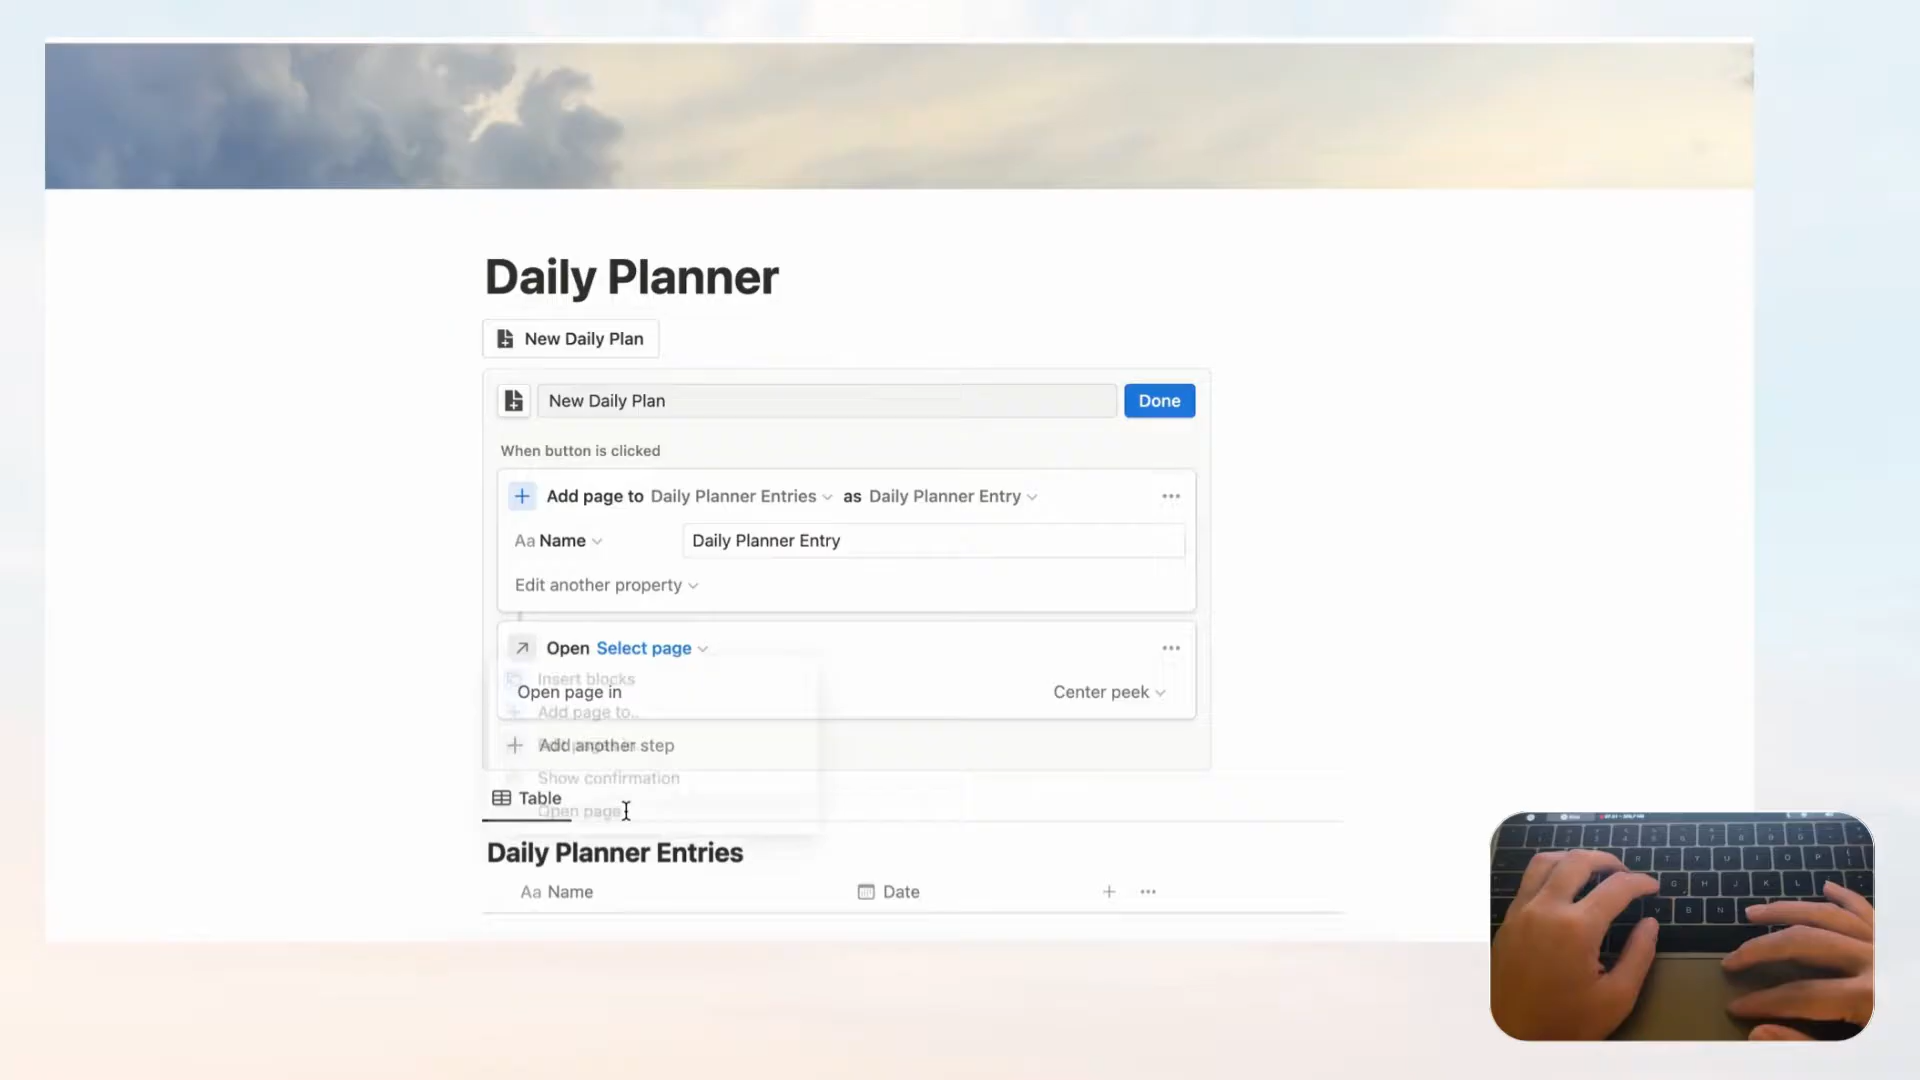 Daily Planner
New Daily Plan
New Daily Plan
Done
When button is clicked
Add page to Daily Planner Entries as Daily Planner Entry
Aa Name
Daily Planner Entry
Edit another property
Open Select page
Insert blocks
Open page in
Center peek
Add page to..
Add another step
Show confirmation
Table
Open page
Daily Planner Entries
Aa Name
Date